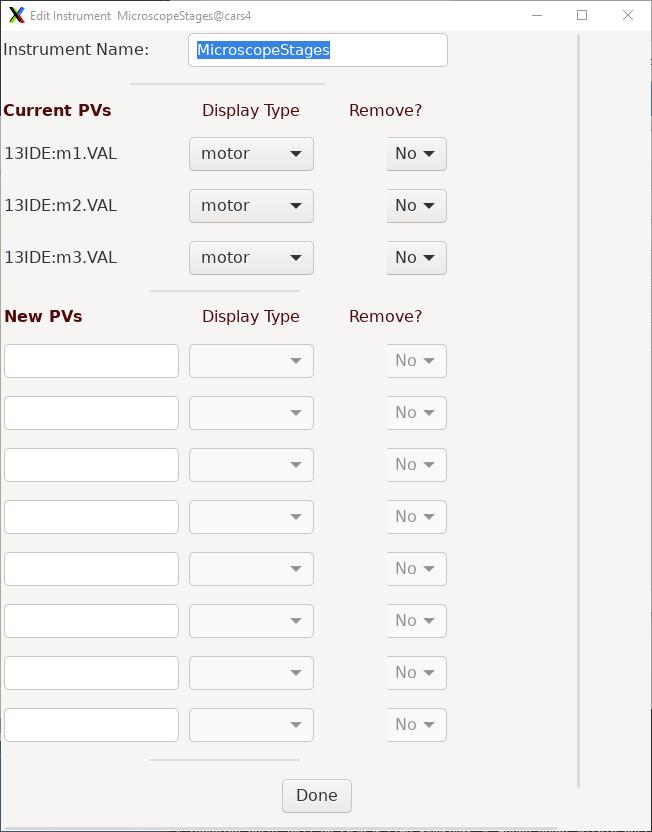 Edit Instrument MicroscopeStages@cars4
Instrument Name: MicroscopeStages
Current PVs Display Type Remove?
13IDE:m1.VAL motor No
13IDE:m2.VAL motor No
13IDE:m3.VAL motor No
New PVs Display Type Remove?
No
No
No
No
No
No
No
No
Done